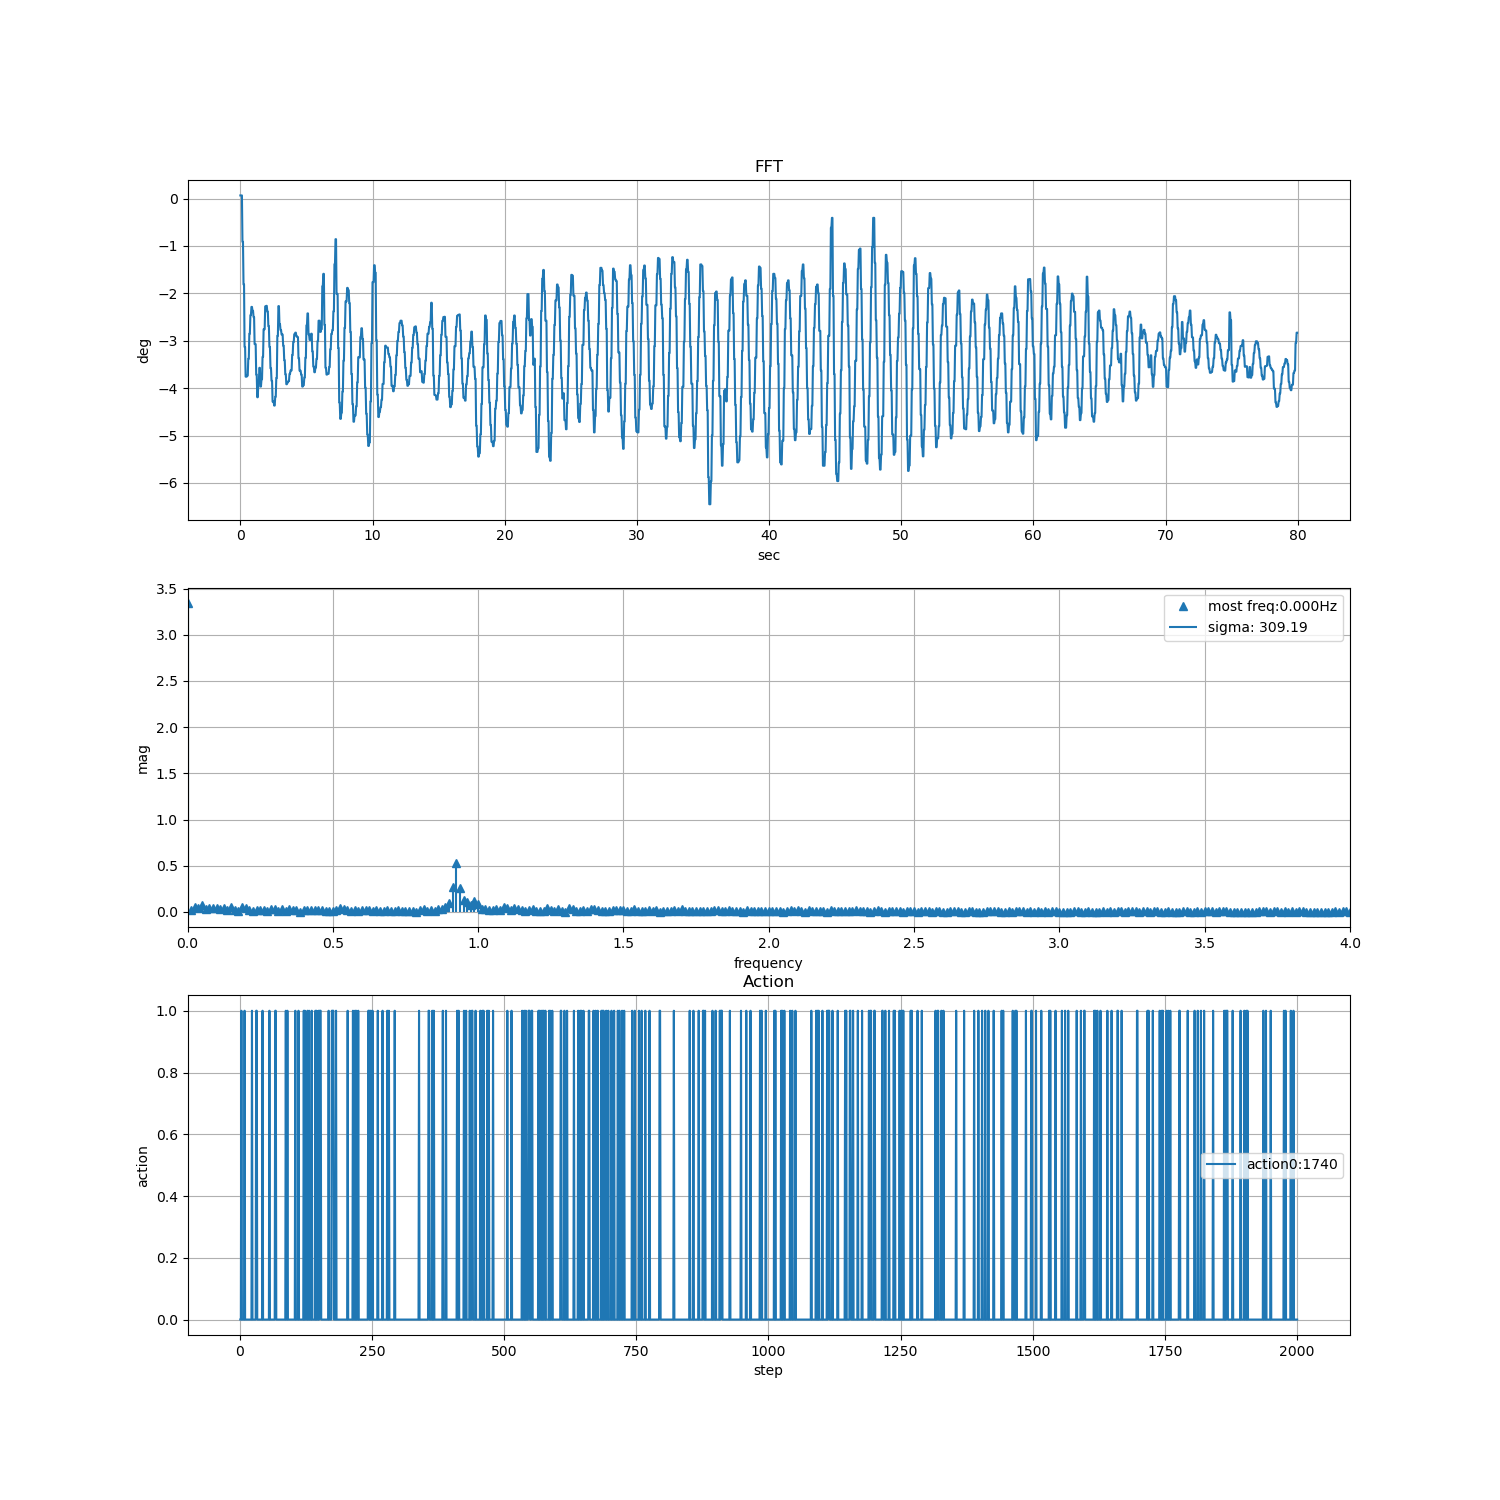 FFT
0
−1
−2
−3
−4
−5
−6
deg
0 10 20 30 40 50 60 70 80
sec
3.5
3.0
2.5
2.0
1.5
1.0
0.5
0.0
mag
most freq:0.000Hz
sigma: 309.19
0.0 0.5 1.0 1.5 2.0 2.5 3.0 3.5 4.0
frequency
Action
1.0
0.8
0.6
0.4
0.2
0.0
action
action0:1740
0 250 500 750 1000 1250 1500 1750 2000
step